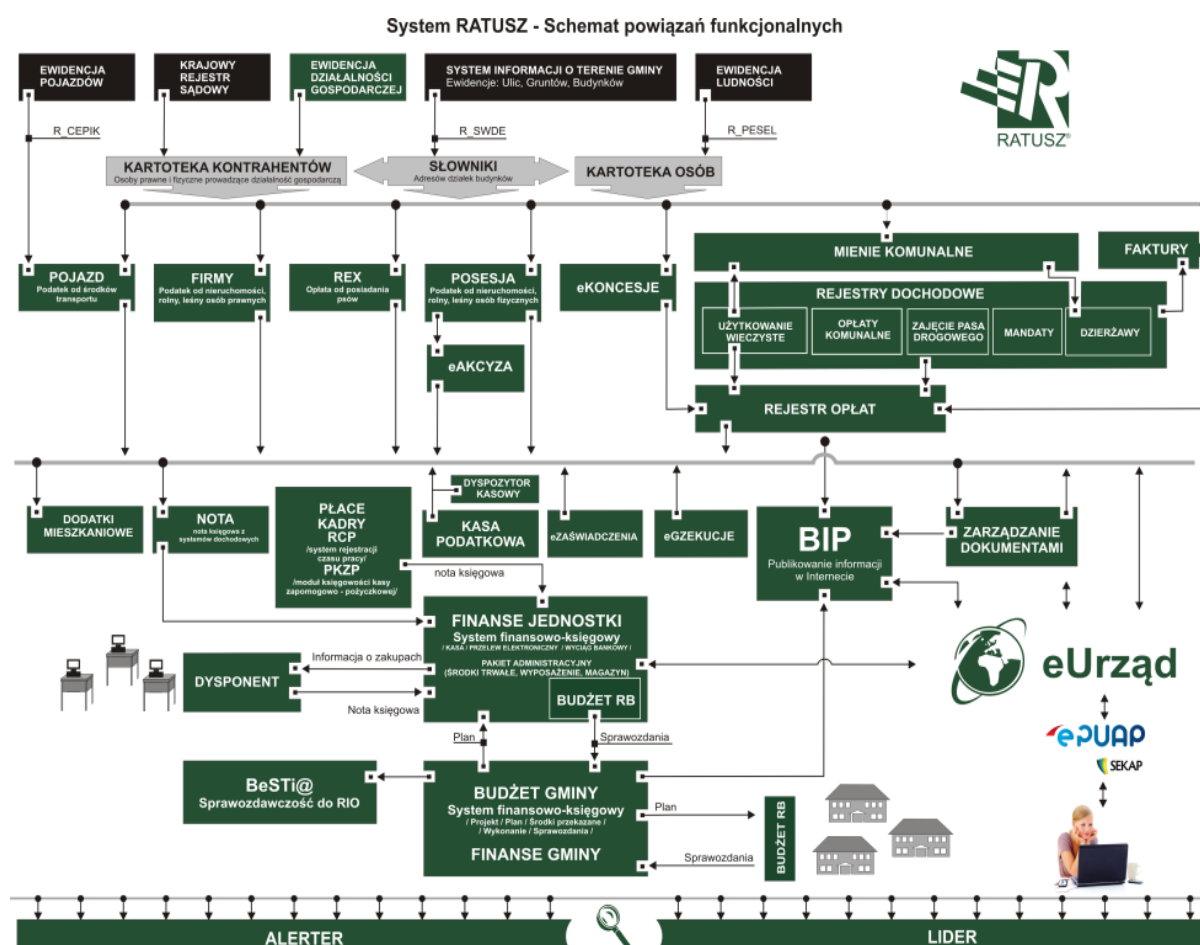 System RATUSZ - Schemat powiązań funkcjonalnych
EWIDENCJA
POJAZDÓW
KRAJOWY
REJESTR
SĄDOWY
EWIDENCJA
DZIAŁALNOŚCI
GOSPODARCZEJ
SYSTEM INFORMACJI O TERENIE GMINY
Ewidencje: Ulic, Gruntów, Budynków
EWIDENCJA
LUDNOŚCI
R
RATUSZ®
R_CEPIK
R_SWDE
R_PESEL
KARTOTEKA KONTRAHENTÓW
Osoby prawne i fizyczne prowadzące działalność gospodarczą
SŁOWNIKI
Adresów działek budynków
KARTOTEKA OSÓB
POJAZD
Podatek od środków
transportu
FIRMY
Podatek od nieruchomości,
rolny, leśny osób prawnych
REX
Opłata od posiadania
psów
POSESJA
Podatek od nieruchomości,
rolny, leśny osób fizycznych
eKONCESJE
MIENIE KOMUNALNE
FAKTURY
REJESTRY DOCHODOWE
UŻYTKOWANIE
WIECZYSTE
OPŁATY
KOMUNALNE
ZAJĘCIE PASA
DROGOWEGO
MANDATY
DZIERŻAWY
eAKCYZA
REJESTR OPŁAT
DODATKI
MIESZKANIOWE
NOTA
nota księgowa z
systemów dochodowych
PŁACE
KADRY
RCP
/system rejestracji
czasu pracy/
PKZP
/moduł księgowości kasy
zapomogowo - pożyczkowej/
DYSPOZYTOR
KASOWY
KASA
PODATKOWA
eZAŚWIADCZENIA
eGZEKUCJE
BIP
Publikowanie informacji
w Internecie
ZARZĄDZANIE
DOKUMENTAMI
nota księgowa
FINANSE JEDNOSTKI
System finansowo-księgowy
/ KASA / PRZELEW ELEKTRONICZNY / WYCIĄG BANKOWY /
PAKIET ADMINISTRACYJNY
(ŚRODKI TRWAŁE, WYPOSAŻENIE, MAGAZYN)
BUDŻET RB
Informacja o zakupach
DYSPONENT
Nota księgowa
eUrząd
Plan
Sprawozdania
ePUAP
SEKAP
BeSTi@
Sprawozdawczość do RIO
BUDŻET GMINY
System finansowo-księgowy
/ Projekt / Plan / Środki przekazane /
/ Wykonanie / Sprawozdania /
FINANSE GMINY
Plan
Sprawozdania
BUDŻET RB
ALERTER
LIDER